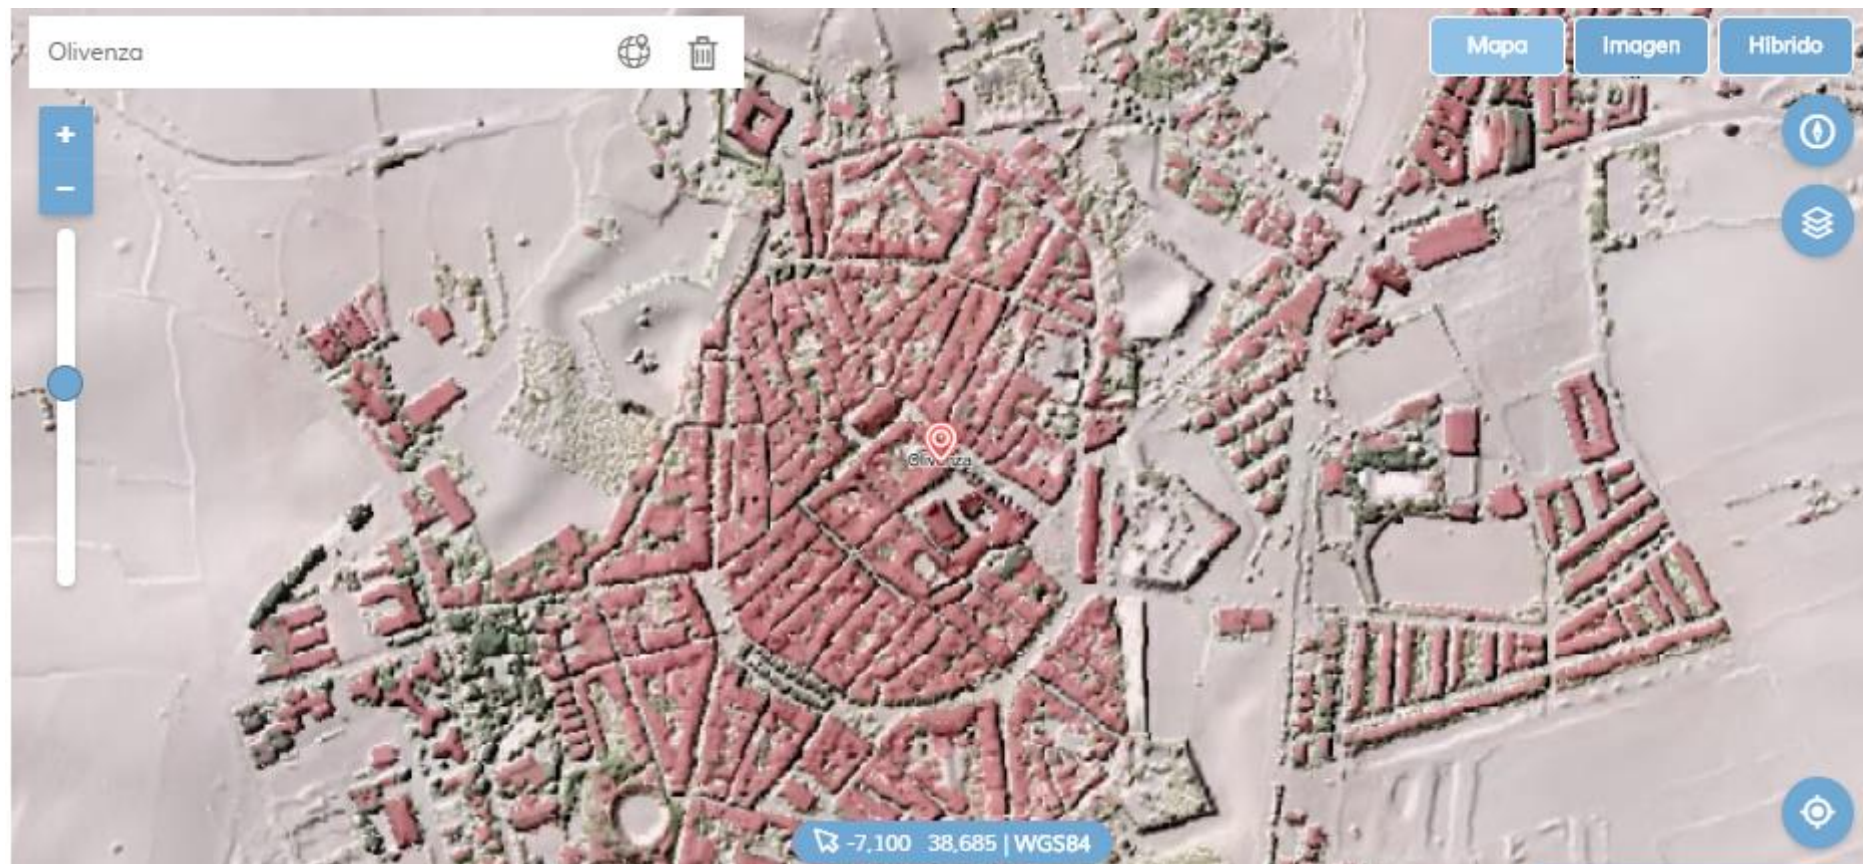 Olivenza
Mapa
Imagen
Híbrido
+
−
Olivenza
-7,100 38,685 | WGS84